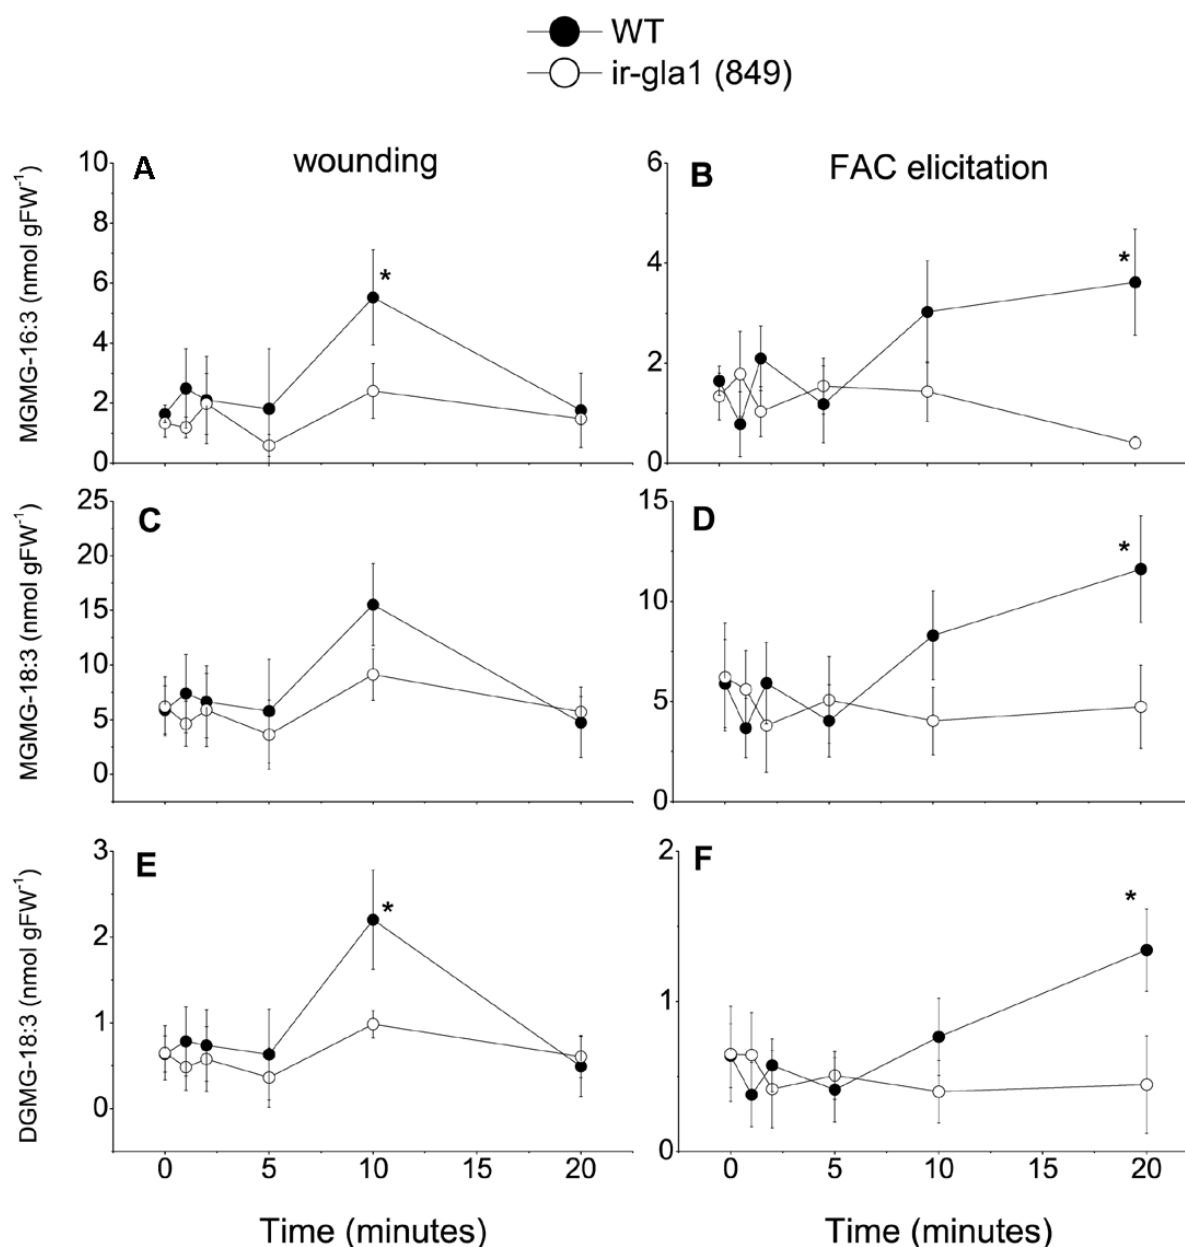 WT
ir-gla1 (849)
A wounding
10
8
6
4
2
0
*
MGMG-16:3 (nmol gFW⁻¹)
B FAC elicitation
6
4
2
0
*
C
25
20
15
10
5
0
MGMG-18:3 (nmol gFW⁻¹)
D
15
10
5
0
*
E
3
2
1
0
*
DGMG-18:3 (nmol gFW⁻¹)
0 5 10 15 20
Time (minutes)
F
2
1
0
*
0 5 10 15 20
Time (minutes)